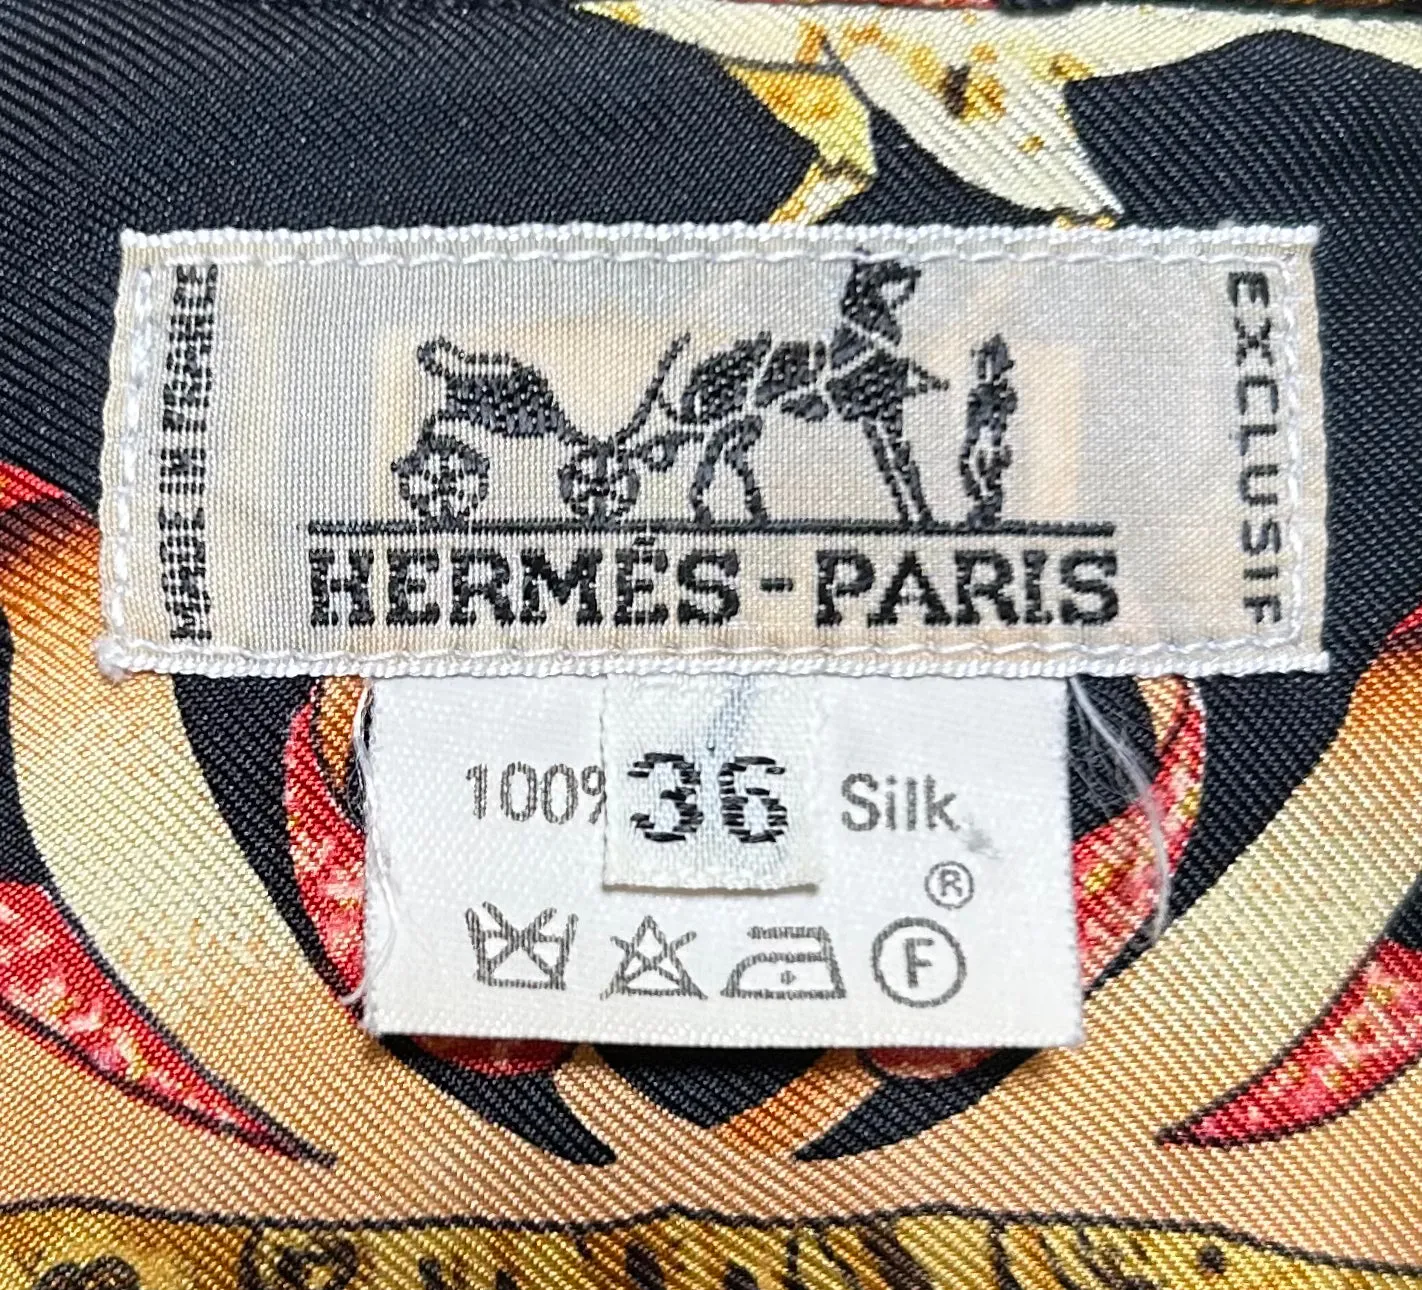 MADE IN FRANCE
HERMÈS-PARIS
EXCLUSIF
100% 36 Silk
®
F